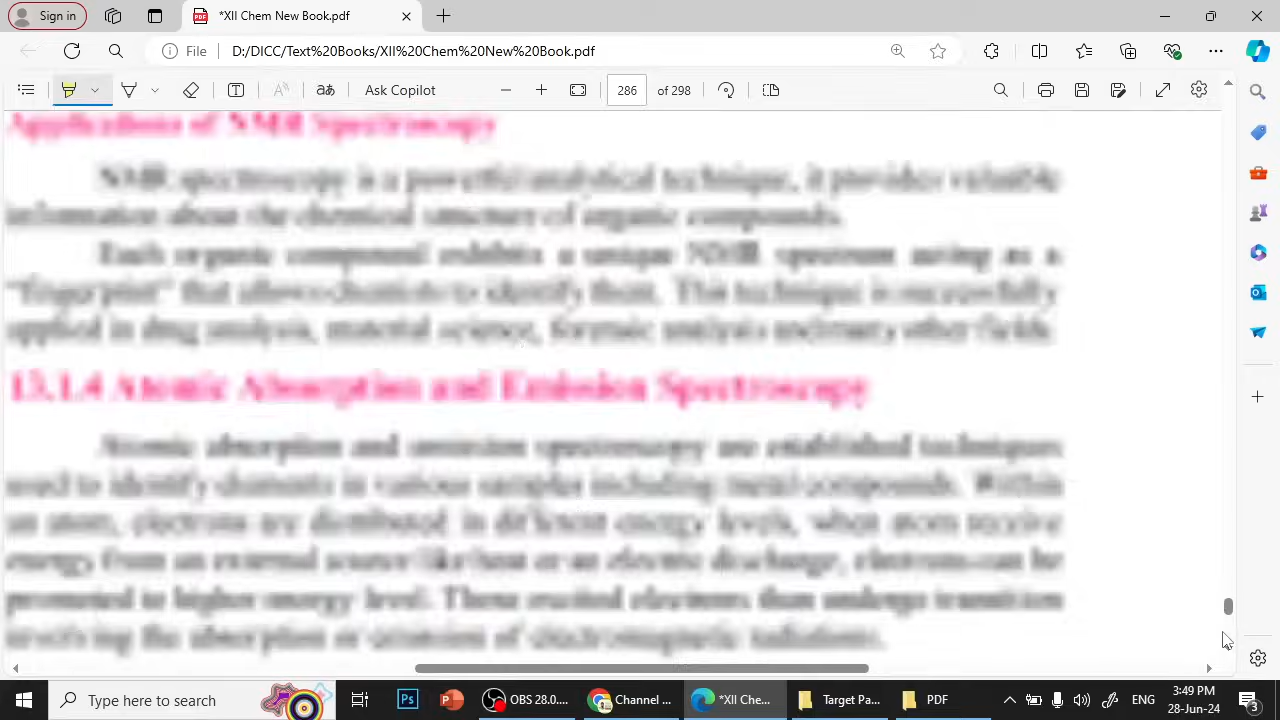 Sign in
*XII Chem New Book.pdf
File
D:/DICC/Text%20Books/XII%20Chem%20New%20Book.pdf
Ask Copilot
286 of 298
Applications of NMR Spectroscopy
NMR spectroscopy is a powerful analytical technique, it provides valuable
information about the chemical structure of organic compounds.
Each organic compound exhibits a unique NMR spectrum acting as a
"fingerprint" that allows chemists to identify them. This technique is successfully
applied in drug analysis, material science, forensic analysis and many other fields.
13.1.4 Atomic Absorption and Emission Spectroscopy
Atomic absorption and emission spectroscopy are established techniques
used to identify elements in various samples including metal compounds. Within
an atom, electrons are distributed in different energy levels, when atom receive
energy from an external source like heat or an electric discharge, electrons can be
promoted to higher energy level. These excited electrons than undergo transition
involving the absorption or emission of electromagnetic radiations.
Type here to search
Ps
OBS 28.0....
Channel ...
*XII Che...
Target Pa...
PDF
ENG
3:49 PM
28-Jun-24
3